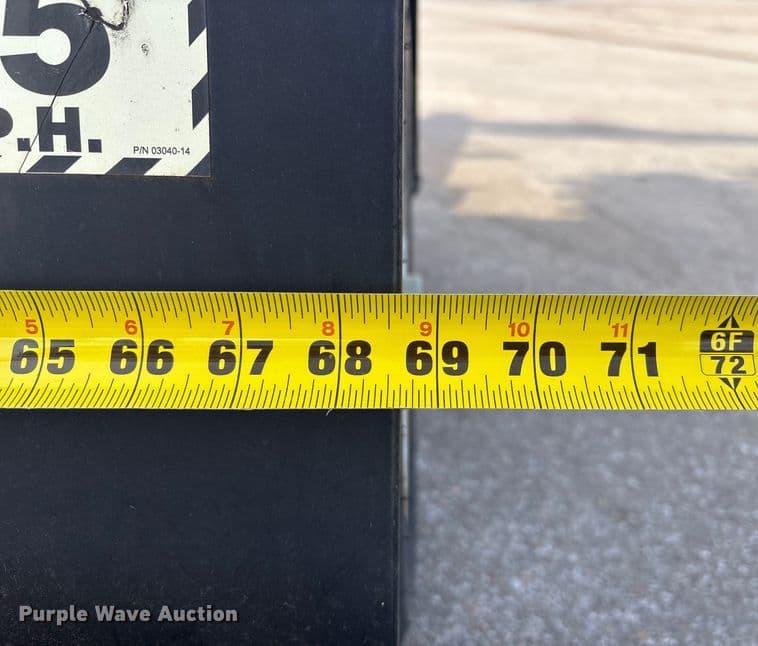 5
P.H.
P/N 03040-14
5 6 7 8 9 10 11
65 66 67 68 69 70 71
6F
72
Purple Wave Auction